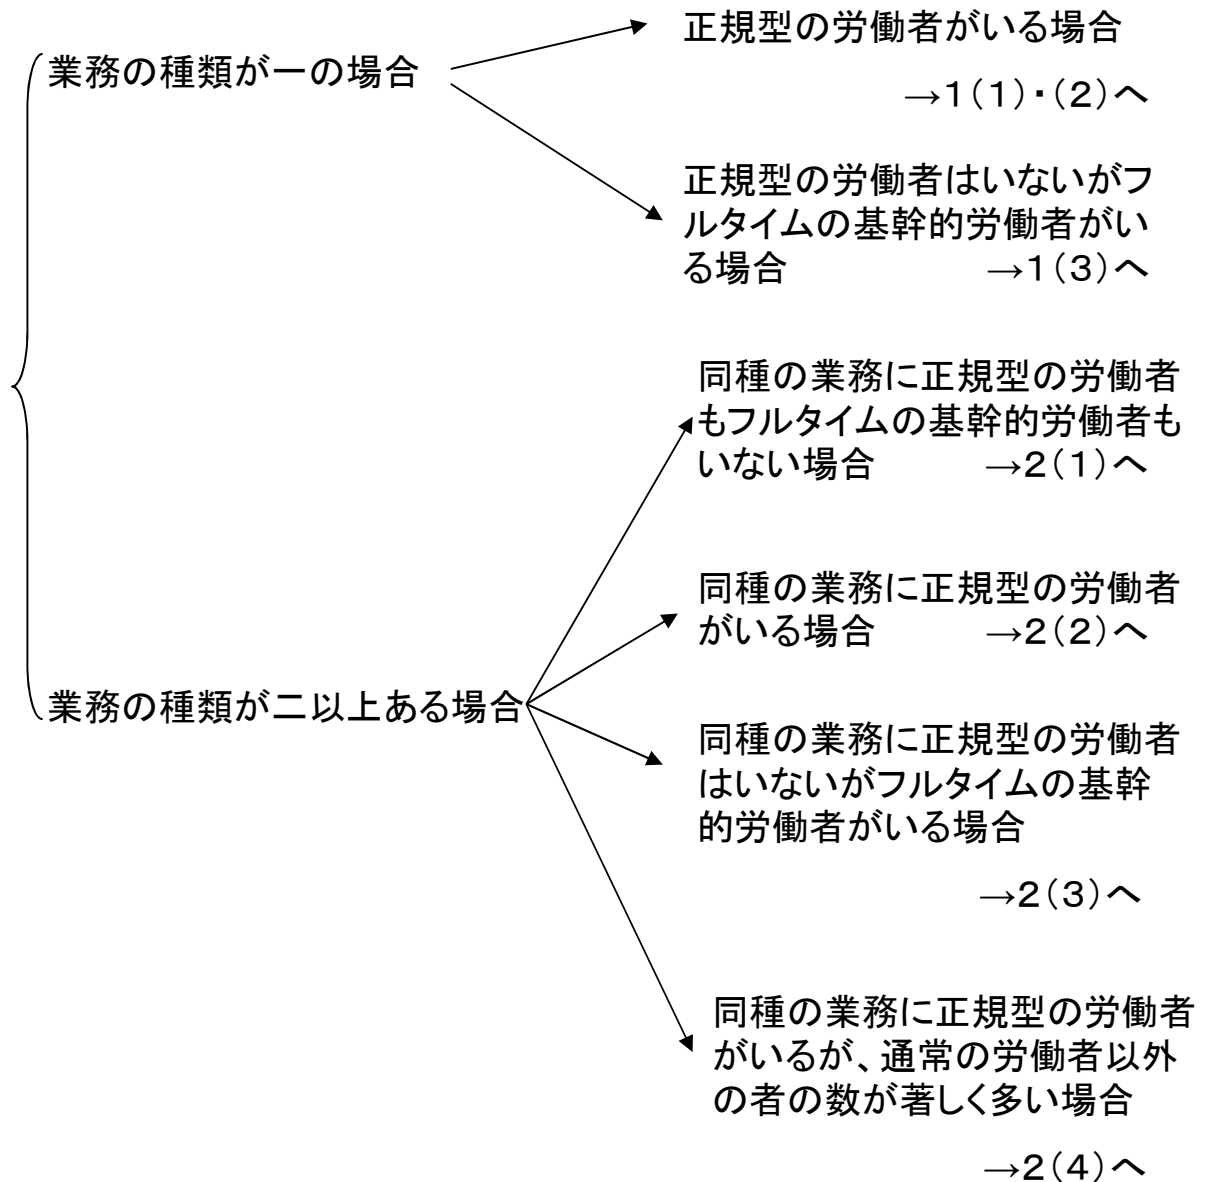 業務の種類が一の場合
正規型の労働者がいる場合
→1(1)・(2)へ
正規型の労働者はいないがフ
ルタイムの基幹的労働者がい
る場合 →1(3)へ
業務の種類が二以上ある場合
同種の業務に正規型の労働者
もフルタイムの基幹的労働者も
いない場合 →2(1)へ
同種の業務に正規型の労働者
がいる場合 →2(2)へ
同種の業務に正規型の労働者
はいないがフルタイムの基幹
的労働者がいる場合
→2(3)へ
同種の業務に正規型の労働者
がいるが、通常の労働者以外
の者の数が著しく多い場合
→2(4)へ